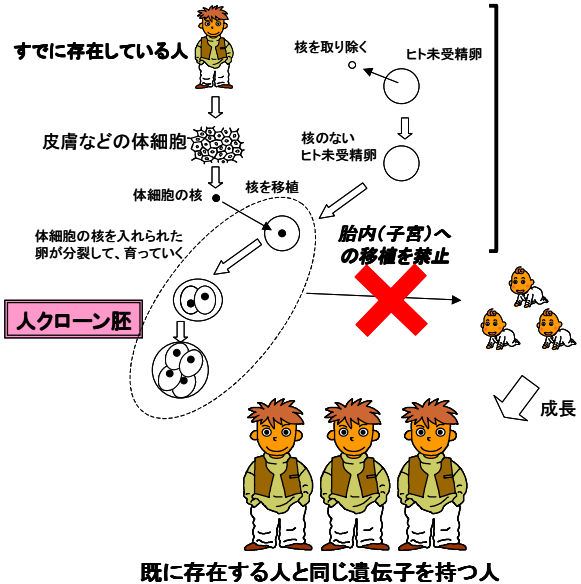 すでに存在している人
核を取り除く
ヒト未受精卵
皮膚などの体細胞
核のない
ヒト未受精卵
体細胞の核
核を移植
体細胞の核を入れられた
卵が分裂して、育っていく
胎内(子宮)へ
の移植を禁止
人クローン胚
成長
既に存在する人と同じ遺伝子を持つ人